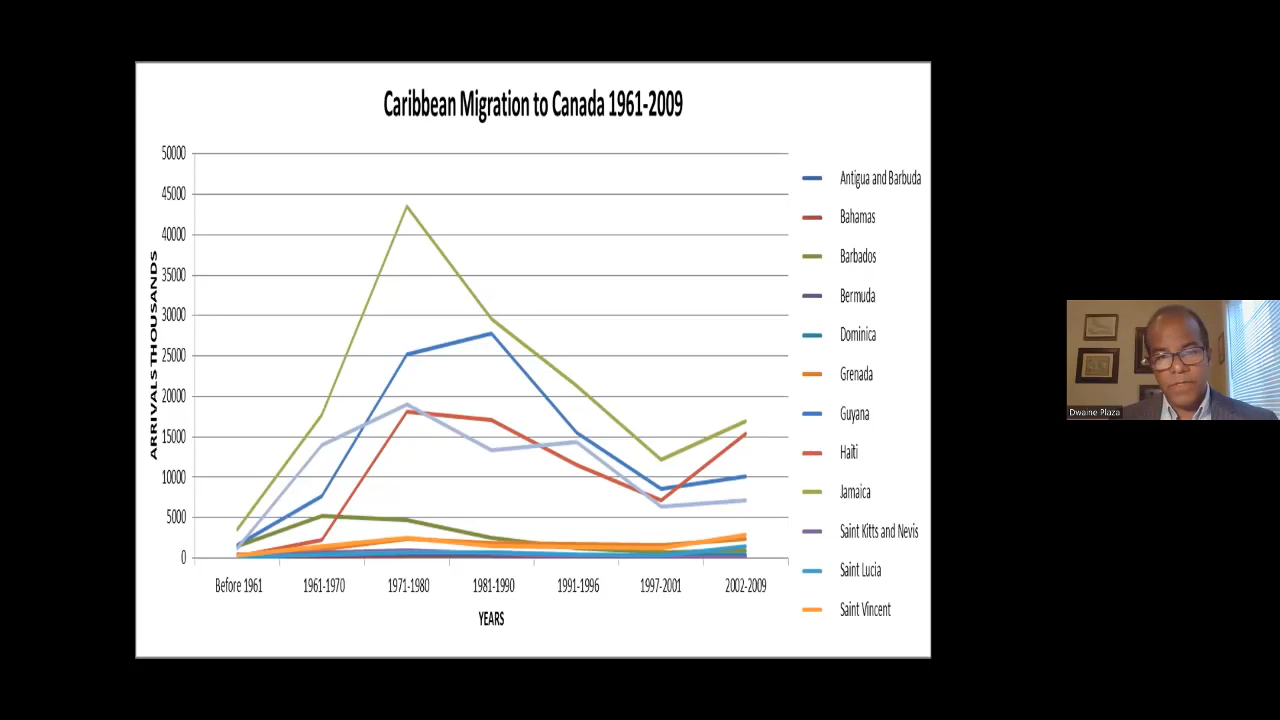 Caribbean Migration to Canada 1961-2009
50000
45000
40000
35000
30000
25000
20000
15000
10000
5000
0
ARRIVALS THOUSANDS
Before 1961
1961-1970
1971-1980
1981-1990
1991-1996
1997-2001
2002-2009
YEARS
Antigua and Barbuda
Bahamas
Barbados
Bermuda
Dominica
Grenada
Guyana
Haiti
Jamaica
Saint Kitts and Nevis
Saint Lucia
Saint Vincent
Dwaine Plaza